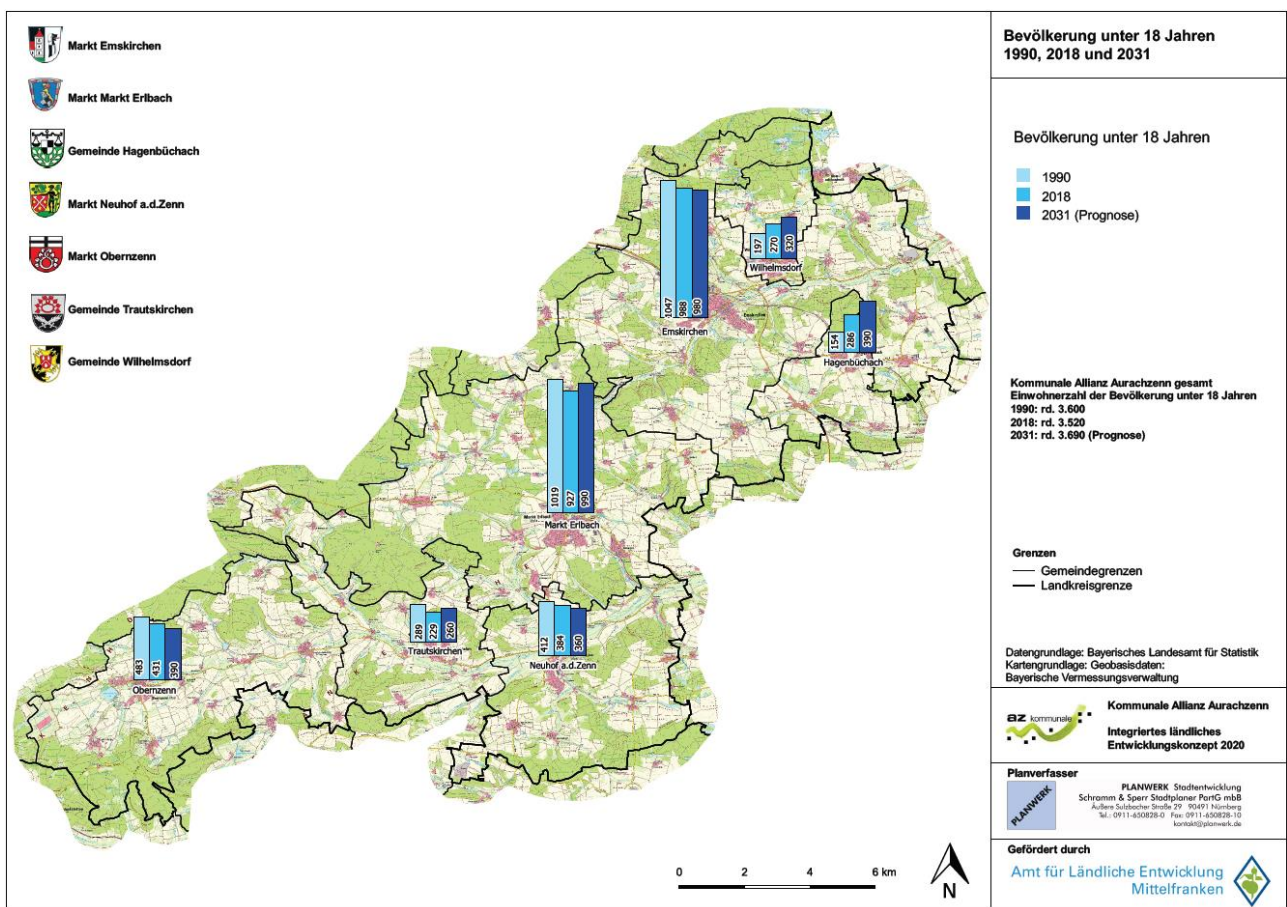 Markt Emskirchen
Markt Markt Erlbach
Gemeinde Hagenbüchach
Markt Neuhof a.d.Zenn
Markt Obernzenn
Gemeinde Trautskirchen
Gemeinde Wilhelmsdorf
1047
988
980
Emskirchen
197
270
320
Wilhelmsdorf
154
286
390
Hagenbüchach
1019
927
990
Markt Erlbach
289
229
260
Trautskirchen
412
384
360
Neuhof a.d.Zenn
483
431
390
Obernzenn
0 2 4 6 km
N
Bevölkerung unter 18 Jahren
1990, 2018 und 2031
Bevölkerung unter 18 Jahren
1990
2018
2031 (Prognose)
Kommunale Allianz Aurachzenn gesamt
Einwohnerzahl der Bevölkerung unter 18 Jahren
1990: rd. 3.600
2018: rd. 3.520
2031: rd. 3.690 (Prognose)
Grenzen
Gemeindegrenzen
Landkreisgrenze
Datengrundlage: Bayerisches Landesamt für Statistik
Kartengrundlage: Geobasisdaten:
Bayerische Vermessungsverwaltung
az kommunale
Kommunale Allianz Aurachzenn
Integriertes ländliches
Entwicklungskonzept 2020
Planverfasser
PLANWERK
PLANWERK Stadtentwicklung
Schramm & Sperr Stadtplaner PartG mbB
Äußere Sulzbacher Straße 29 90491 Nürnberg
Tel.: 0911-650828-0 Fax: 0911-650828-10
kontakt@planwerk.de
Gefördert durch
Amt für Ländliche Entwicklung
Mittelfranken